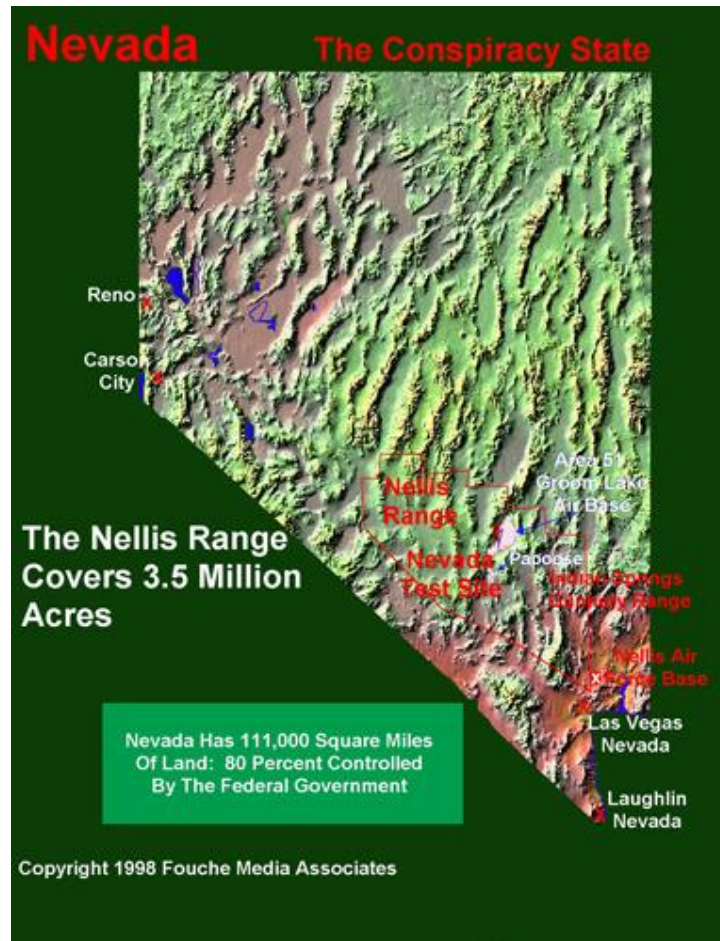 Nevada
The Conspiracy State
Reno
Carson
City
Area 51
Groom Lake
Air Base
Nellis
Range
Papoose
Nevada
Test Site
Indian Springs
Gunnery Range
The Nellis Range
Covers 3.5 Million
Acres
Nellis Air
Force Base
Las Vegas
Nevada
Nevada Has 111,000 Square Miles
Of Land: 80 Percent Controlled
By The Federal Government
Laughlin
Nevada
Copyright 1998 Fouche Media Associates